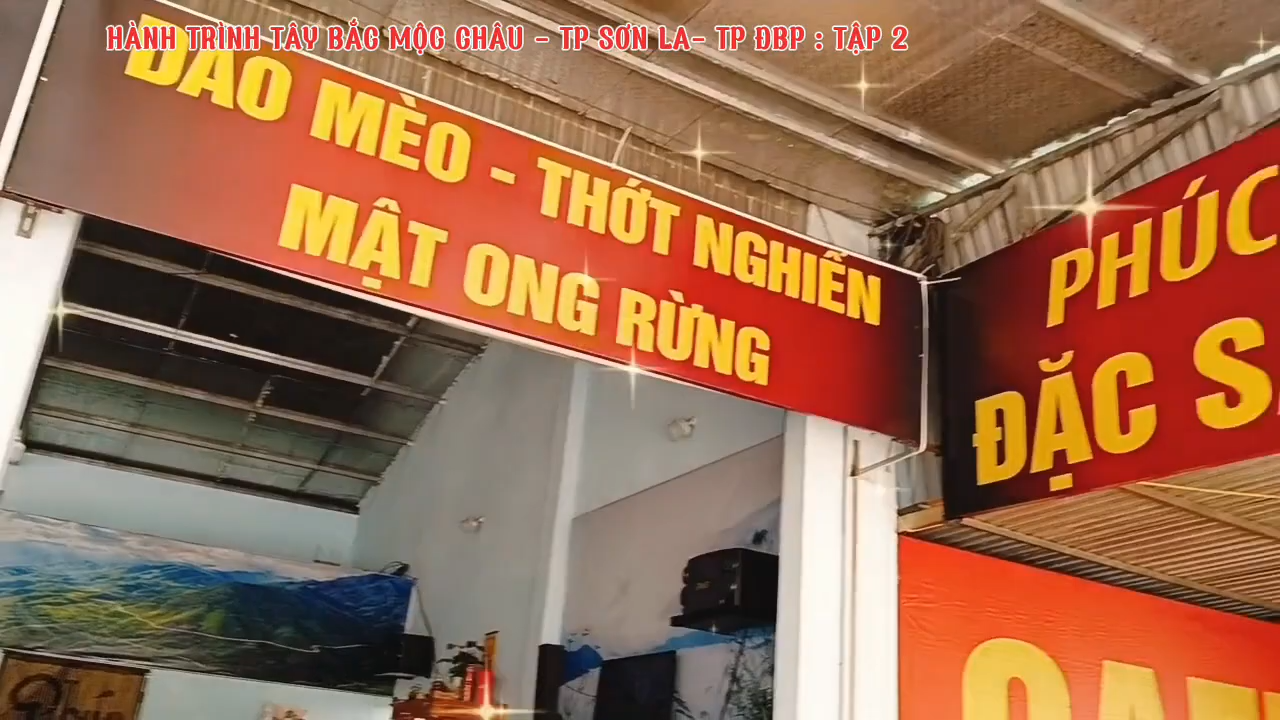 HÀNH TRÌNH TÂY BẮC MỘC CHÂU - TP SƠN LA- TP ĐBP : TẬP 2
DAO MÈO - THỚT NGHIẾN
MẬT ONG RỪNG
PHÚC
ĐẶC